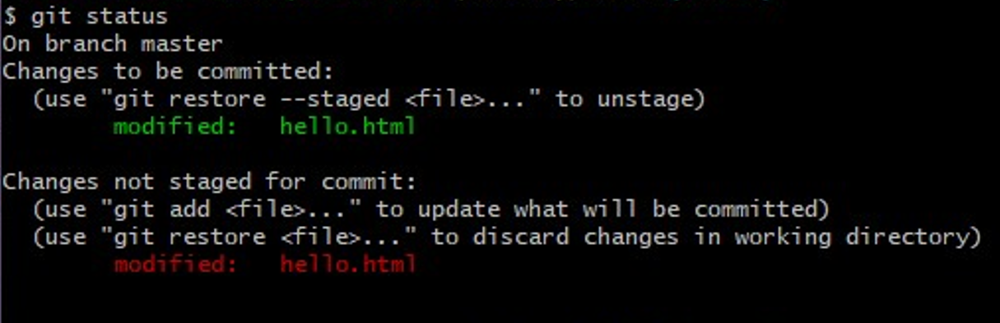 $ git status
On branch master
Changes to be committed:
  (use "git restore --staged <file>..." to unstage)
        modified:   hello.html

Changes not staged for commit:
  (use "git add <file>..." to update what will be committed)
  (use "git restore <file>..." to discard changes in working directory)
        modified:   hello.html